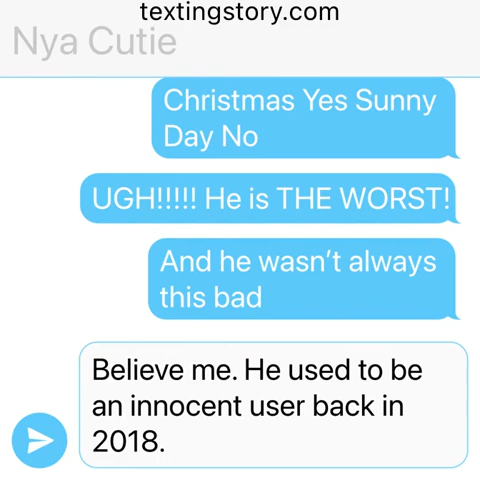 textingstory.com
Nya Cutie
Christmas Yes Sunny
Day No
UGH!!!!! He is THE WORST!
And he wasn’t always
this bad
Believe me. He used to be
an innocent user back in
2018.